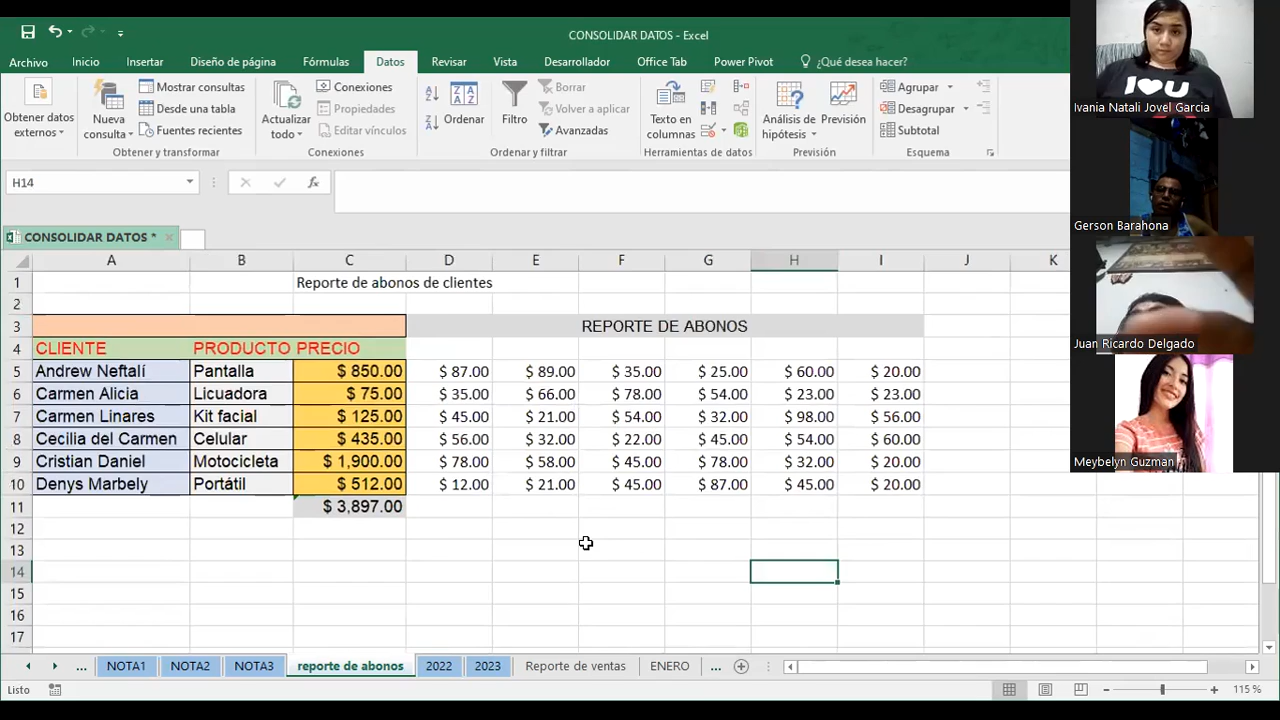 CONSOLIDAR DATOS - Excel
Archivo Inicio Insertar Diseño de página Fórmulas Datos Revisar Vista Desarrollador Office Tab Power Pivot ¿Qué desea hacer?
Obtener datos externos
Nueva consulta
Mostrar consultas
Desde una tabla
Fuentes recientes
Obtener y transformar
Actualizar todo
Conexiones
Propiedades
Editar vínculos
Conexiones
Ordenar
Filtro
Borrar
Volver a aplicar
Avanzadas
Ordenar y filtrar
Texto en columnas
Herramientas de datos
Análisis de hipótesis
Previsión
Previsión
Agrupar
Desagrupar
Subtotal
Esquema
H14
fx
CONSOLIDAR DATOS *
A B C D E F G H I J K
1 Reporte de abonos de clientes
2
3 REPORTE DE ABONOS
4 CLIENTE PRODUCTO PRECIO
5 Andrew Neftalí Pantalla $ 850.00 $ 87.00 $ 89.00 $ 35.00 $ 25.00 $ 60.00 $ 20.00
6 Carmen Alicia Licuadora $ 75.00 $ 35.00 $ 66.00 $ 78.00 $ 54.00 $ 23.00 $ 23.00
7 Carmen Linares Kit facial $ 125.00 $ 45.00 $ 21.00 $ 54.00 $ 32.00 $ 98.00 $ 56.00
8 Cecilia del Carmen Celular $ 435.00 $ 56.00 $ 32.00 $ 22.00 $ 45.00 $ 54.00 $ 60.00
9 Cristian Daniel Motocicleta $ 1,900.00 $ 78.00 $ 58.00 $ 45.00 $ 78.00 $ 32.00 $ 20.00
10 Denys Marbely Portátil $ 512.00 $ 12.00 $ 21.00 $ 45.00 $ 87.00 $ 45.00 $ 20.00
11 $ 3,897.00
12
13
14
15
16
17
... NOTA1 NOTA2 NOTA3 reporte de abonos 2022 2023 Reporte de ventas ENERO ...
Listo
115 %
I U
Ivania Natali Jovel Garcia
Gerson Barahona
Juan Ricardo Delgado
Meybelyn Guzman